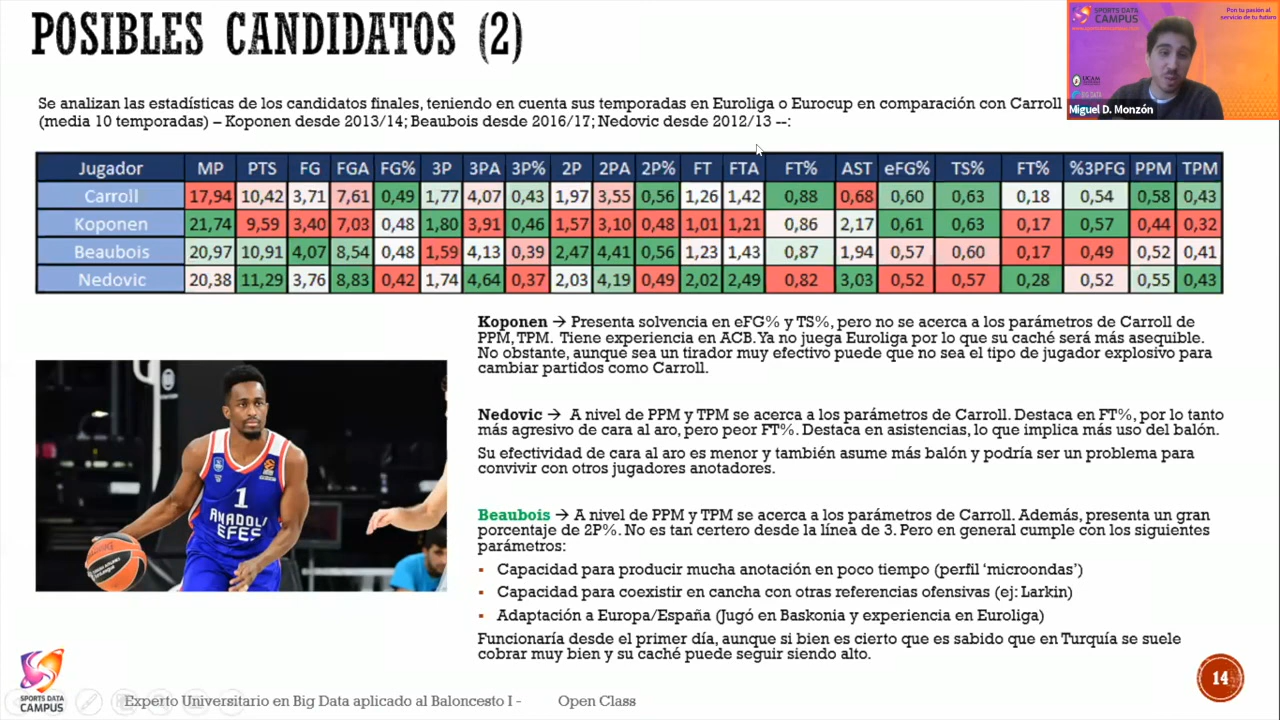 POSIBLES CANDIDATOS (2)
SPORTS DATA
CAMPUS
Por tu pasión al
servicio de tu futuro
UCAM
BIG DATA
Miguel D. Monzón
Se analizan las estadísticas de los candidatos finales, teniendo en cuenta sus temporadas en Euroliga o Eurocup en comparación con Carroll
(media 10 temporadas) – Koponen desde 2013/14; Beaubois desde 2016/17; Nedovic desde 2012/13 --:
Jugador MP PTS FG FGA FG% 3P 3PA 3P% 2P 2PA 2P% FT FTA FT% AST eFG% TS% FT% %3PFG PPM TPM
Carroll 17,94 10,42 3,71 7,61 0,49 1,77 4,07 0,43 1,97 3,55 0,56 1,26 1,42 0,88 0,68 0,60 0,63 0,18 0,54 0,58 0,43
Koponen 21,74 9,59 3,40 7,03 0,48 1,80 3,91 0,46 1,57 3,10 0,48 1,01 1,21 0,86 2,17 0,61 0,63 0,17 0,57 0,44 0,32
Beaubois 20,97 10,91 4,07 8,54 0,48 1,59 4,13 0,39 2,47 4,41 0,56 1,23 1,43 0,87 1,94 0,57 0,60 0,17 0,49 0,52 0,41
Nedovic 20,38 11,29 3,76 8,83 0,42 1,74 4,64 0,37 2,03 4,19 0,49 2,02 2,49 0,82 3,03 0,52 0,57 0,28 0,52 0,55 0,43
Koponen → Presenta solvencia en eFG% y TS%, pero no se acerca a los parámetros de Carroll de
PPM, TPM. Tiene experiencia en ACB. Ya no juega Euroliga por lo que su caché será más asequible.
No obstante, aunque sea un tirador muy efectivo puede que no sea el tipo de jugador explosivo para
cambiar partidos como Carroll.
Nedovic → A nivel de PPM y TPM se acerca a los parámetros de Carroll. Destaca en FT%, por lo tanto
más agresivo de cara al aro, pero peor FT%. Destaca en asistencias, lo que implica más uso del balón.
Su efectividad de cara al aro es menor y también asume más balón y podría ser un problema para
convivir con otros jugadores anotadores.
1
ANADOLU
EFES
Beaubois → A nivel de PPM y TPM se acerca a los parámetros de Carroll. Además, presenta un gran
porcentaje de 2P%. No es tan certero desde la línea de 3. Pero en general cumple con los siguientes
parámetros:
▪ Capacidad para producir mucha anotación en poco tiempo (perfil ‘microondas’)
▪ Capacidad para coexistir en cancha con otras referencias ofensivas (ej: Larkin)
▪ Adaptación a Europa/España (Jugó en Baskonia y experiencia en Euroliga)
Funcionaría desde el primer día, aunque si bien es cierto que es sabido que en Turquía se suele
cobrar muy bien y su caché puede seguir siendo alto.
SPORTS DATA
CAMPUS
Experto Universitario en Big Data aplicado al Baloncesto I - Open Class
14